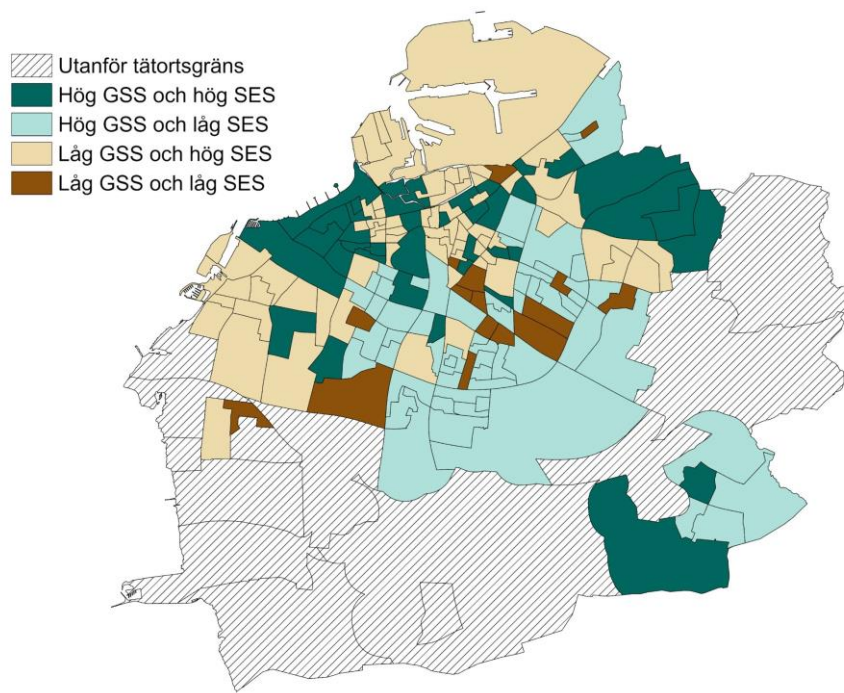 Utanför tätortsgräns
Hög GSS och hög SES
Hög GSS och låg SES
Låg GSS och hög SES
Låg GSS och låg SES